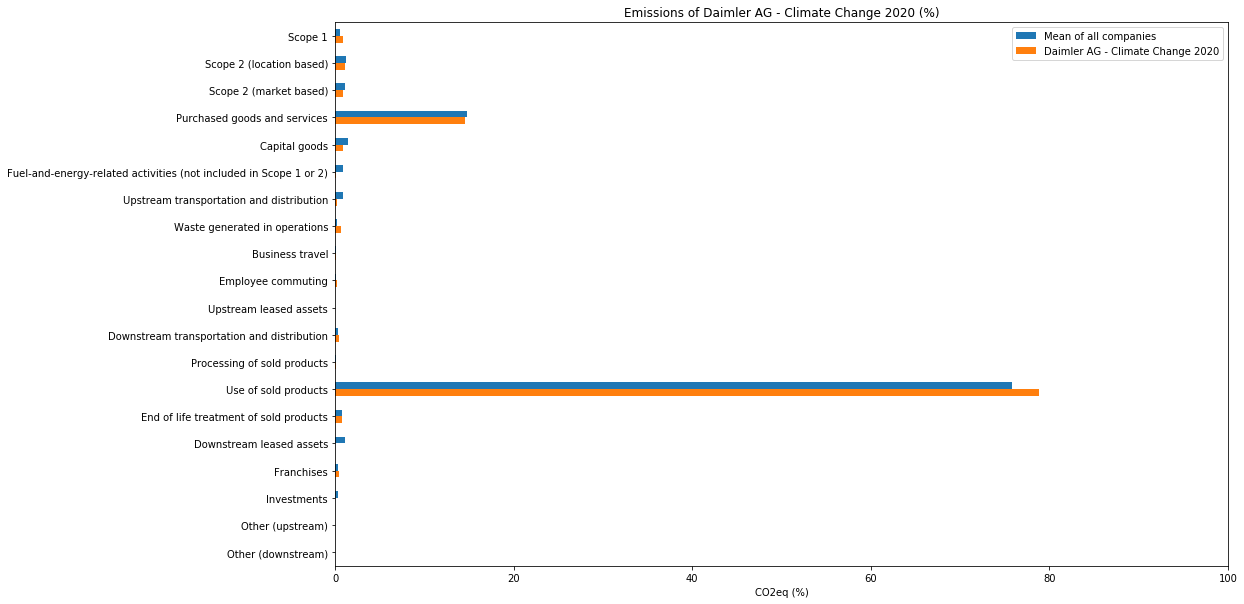 Emissions of Daimler AG - Climate Change 2020 (%)
Mean of all companies
Daimler AG - Climate Change 2020
Scope 1
Scope 2 (location based)
Scope 2 (market based)
Purchased goods and services
Capital goods
Fuel-and-energy-related activities (not included in Scope 1 or 2)
Upstream transportation and distribution
Waste generated in operations
Business travel
Employee commuting
Upstream leased assets
Downstream transportation and distribution
Processing of sold products
Use of sold products
End of life treatment of sold products
Downstream leased assets
Franchises
Investments
Other (upstream)
Other (downstream)
0 20 40 60 80 100
CO2eq (%)